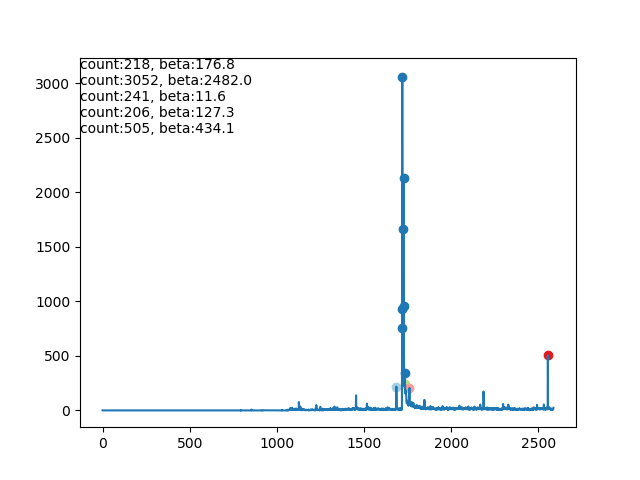 count:218, beta:176.8
count:3052, beta:2482.0
count:241, beta:11.6
count:206, beta:127.3
count:505, beta:434.1
3000
2500
2000
1500
1000
500
0
0 500 1000 1500 2000 2500